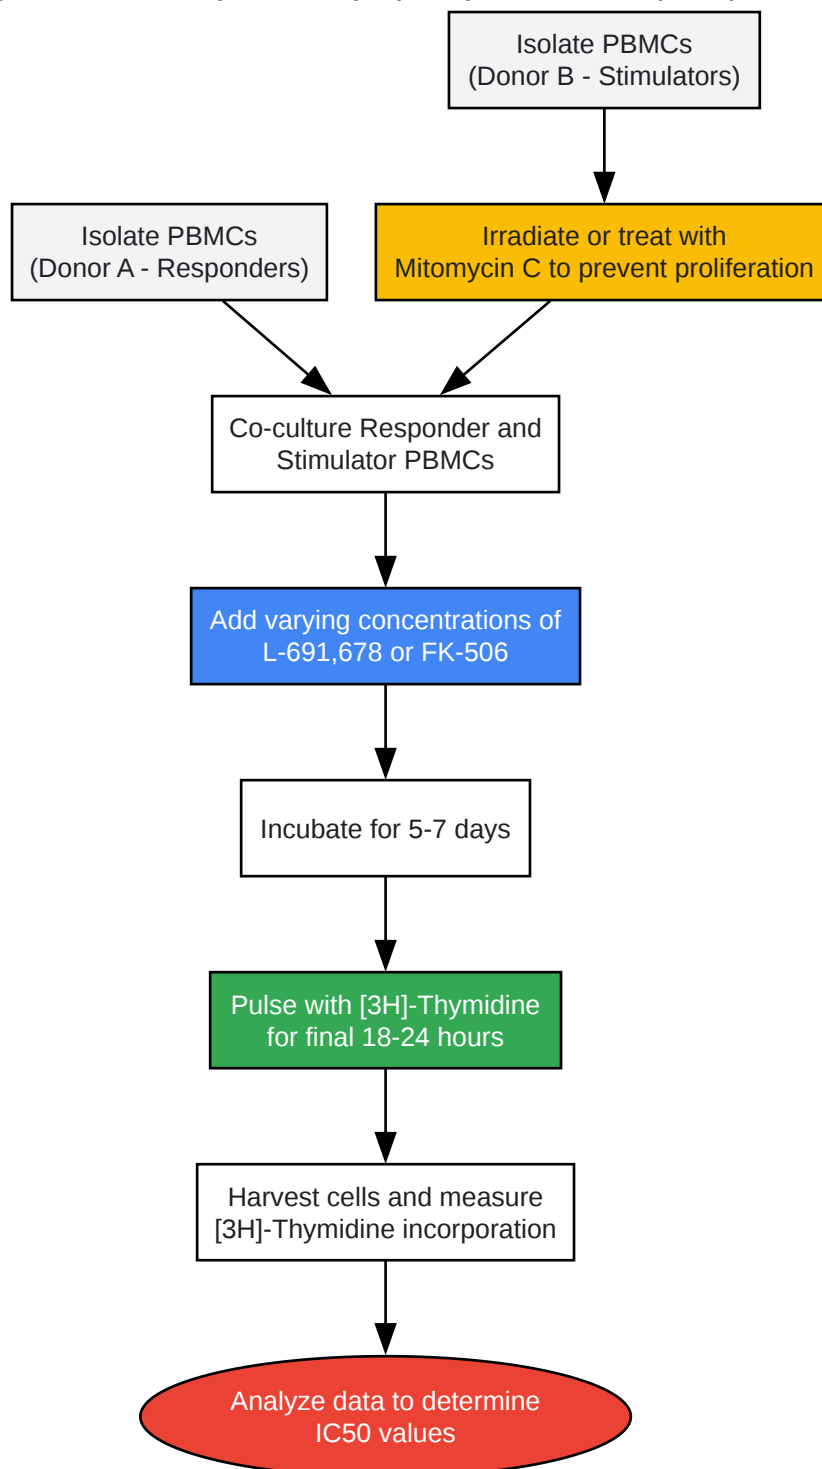 Isolate PBMCs
(Donor B - Stimulators)
Isolate PBMCs
(Donor A - Responders)
Irradiate or treat with
Mitomycin C to prevent proliferation
Co-culture Responder and
Stimulator PBMCs
Add varying concentrations of
L-691,678 or FK-506
Incubate for 5-7 days
Pulse with [3H]-Thymidine
for final 18-24 hours
Harvest cells and measure
[3H]-Thymidine incorporation
Analyze data to determine
IC50 values